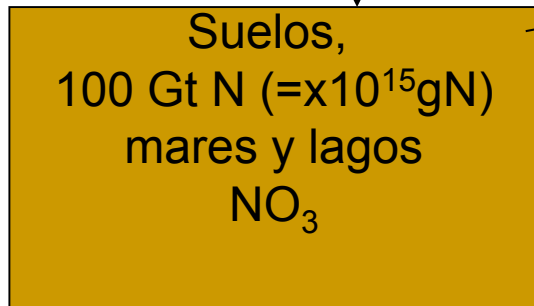 Suelos,
100 Gt N (=x10¹⁵gN)
mares y lagos
NO₃